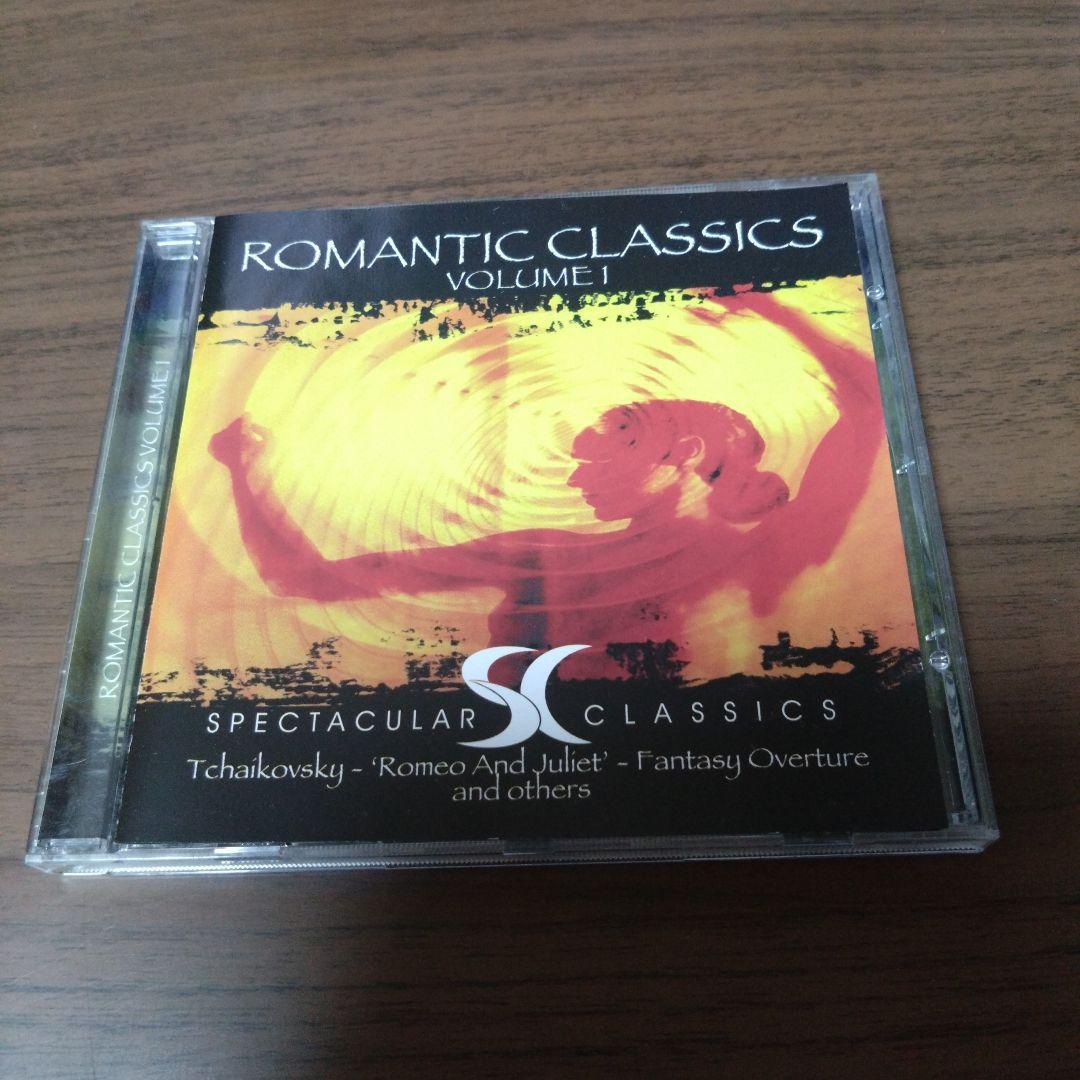 ROMANTIC CLASSICS
VOLUME 1
ROMANTIC CLASSICS VOLUME 1
SPECTACULAR SC CLASSICS
Tchaikovsky - 'Romeo And Juliet' - Fantasy Overture
and others